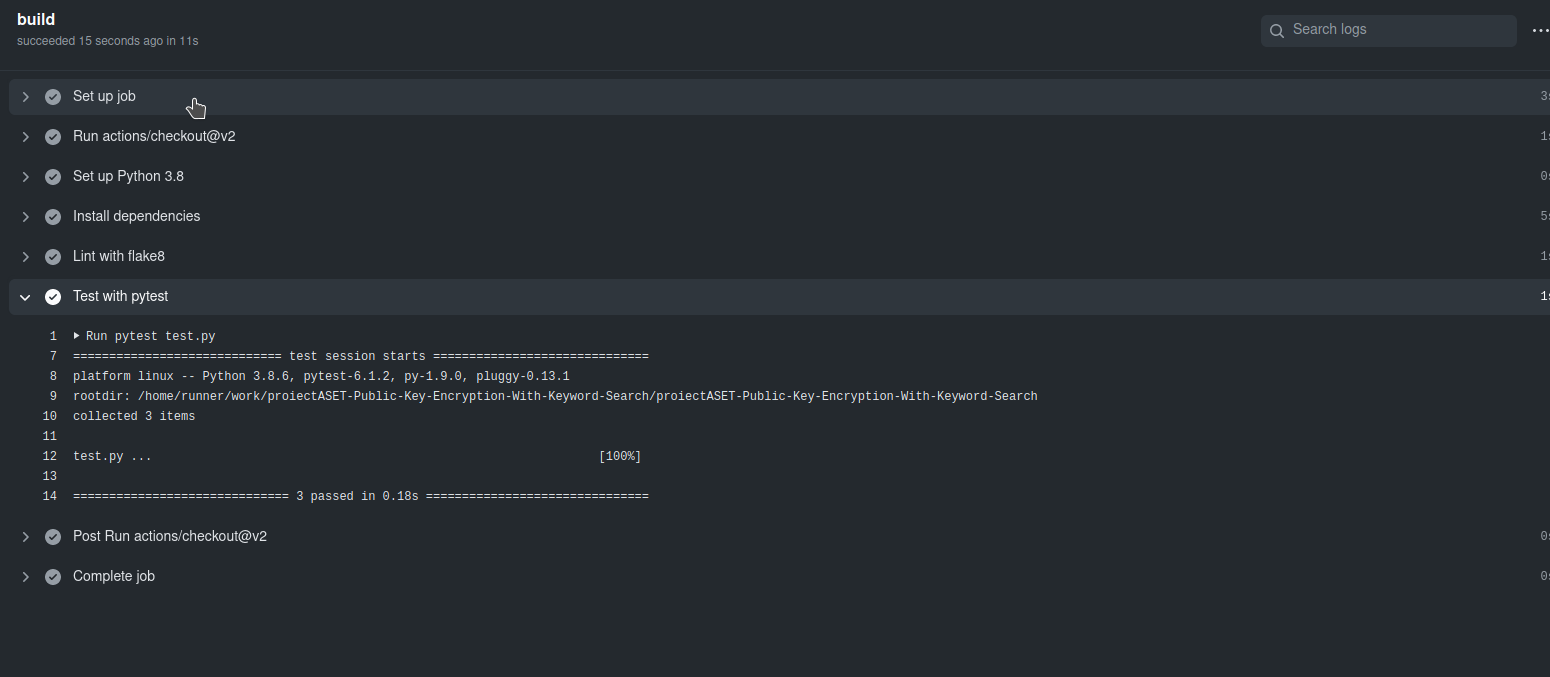 build
succeeded 15 seconds ago in 11s
Search logs
Set up job 3s
Run actions/checkout@v2 1s
Set up Python 3.8 0s
Install dependencies 5s
Lint with flake8 1s
Test with pytest 1s
1 Run pytest test.py
7 ============================= test session starts ==============================
8 platform linux -- Python 3.8.6, pytest-6.1.2, py-1.9.0, pluggy-0.13.1
9 rootdir: /home/runner/work/proiectASET-Public-Key-Encryption-With-Keyword-Search/proiectASET-Public-Key-Encryption-With-Keyword-Search
10 collected 3 items
11
12 test.py ... [100%]
13
14 ============================== 3 passed in 0.18s ===============================
Post Run actions/checkout@v2 0s
Complete job 0s